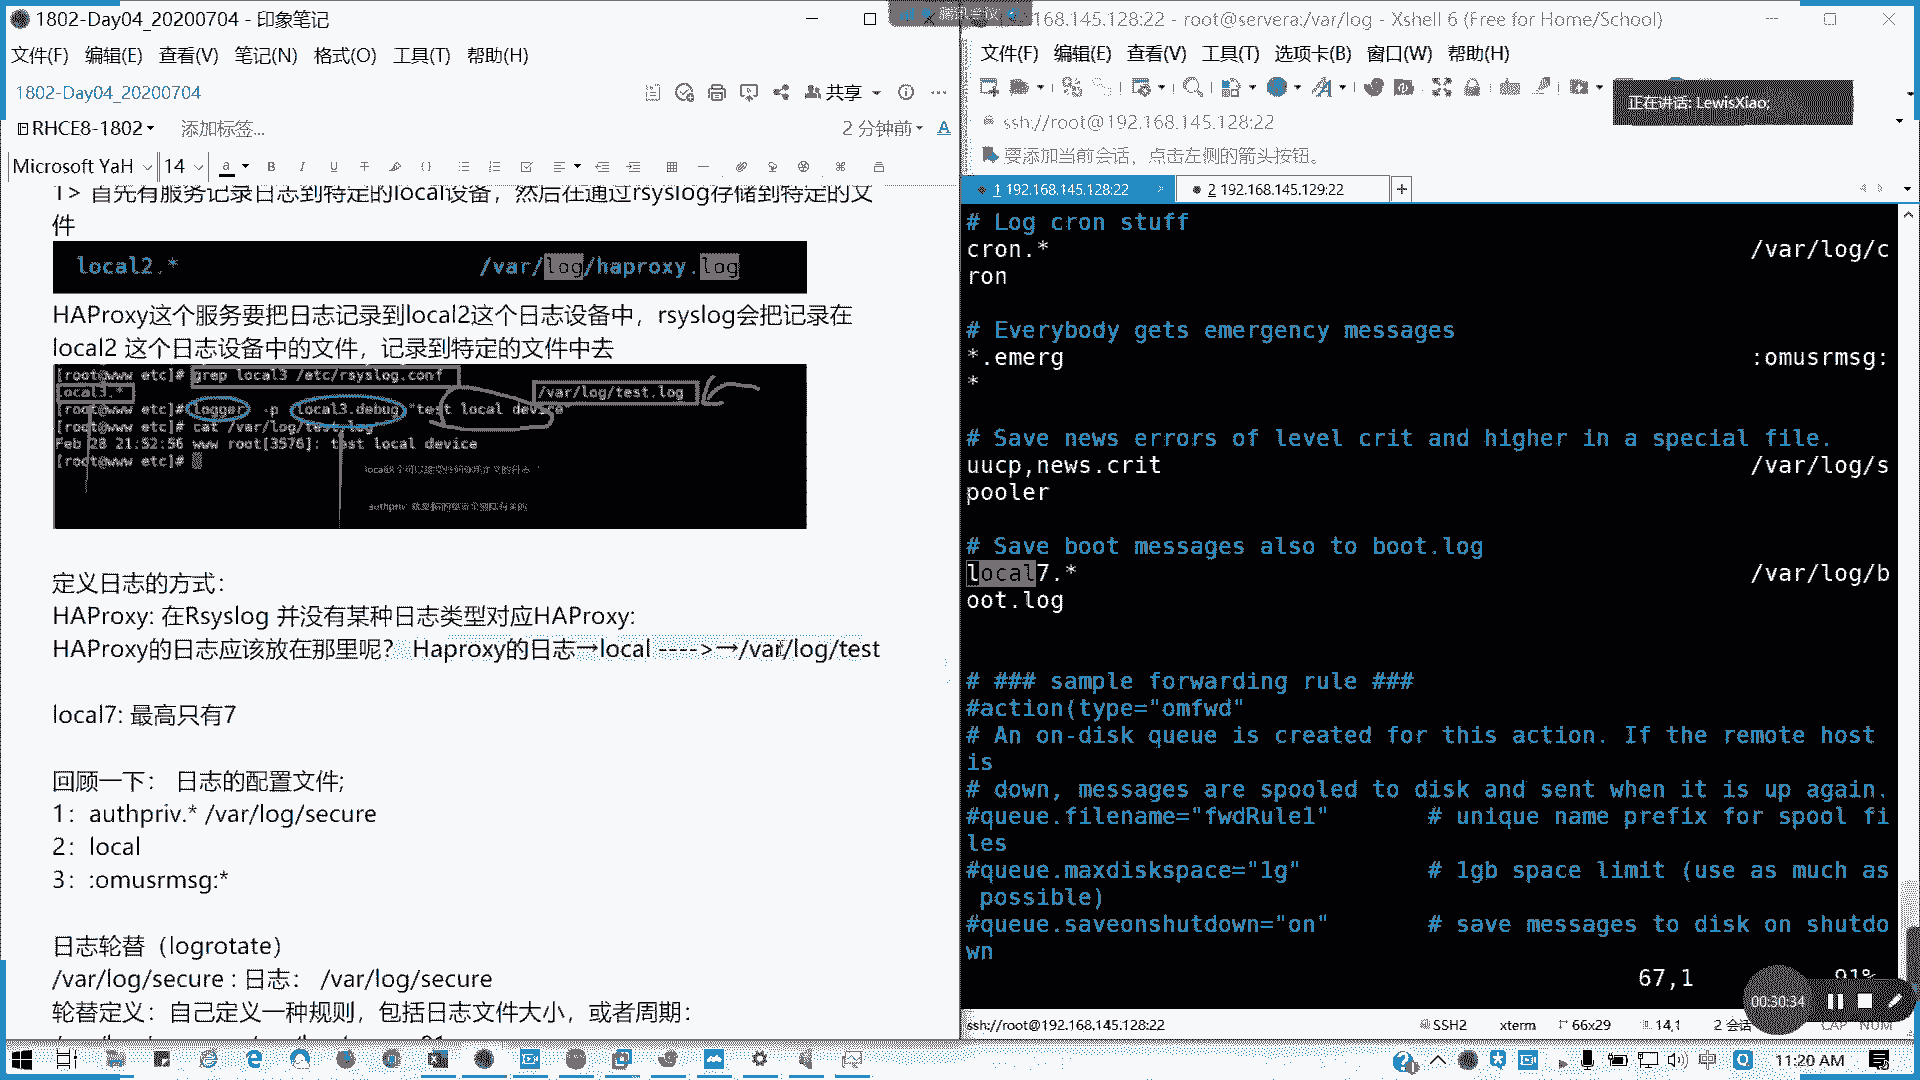 1802-Day04_20200704 - 印象笔记
文件(F) 编辑(E) 查看(V) 笔记(N) 格式(O) 工具(T) 帮助(H)
1802-Day04_20200704
共享
RHCE8-1802
添加标签...
2 分钟前
Microsoft YaH
14
1> 首先有服务记录日志到特定的local设备，然后在通过rsyslog存储到特定的文
件
local2.* /var/log/haproxy.log
HAProxy这个服务要把日志记录到local2这个日志设备中，rsyslog会把记录在
local2 这个日志设备中的文件，记录到特定的文件中去
[root@www etc]# grep local3 /etc/rsyslog.conf
local3.* /var/log/test.log
[root@www etc]# logger -p local3.debug "test local device"
[root@www etc]# cat /var/log/test.log
Feb 28 21:52:56 www root[3576]: test local device
[root@www etc]#
定义日志的方式：
HAProxy: 在Rsyslog 并没有某种日志类型对应HAProxy:
HAProxy的日志应该放在那里呢？ Haproxy的日志→local ---->→/var/log/test
local7: 最高只有7
回顾一下： 日志的配置文件;
1：authpriv.* /var/log/secure
2：local
3：:omusrmsg:*
日志轮替（logrotate）
/var/log/secure : 日志： /var/log/secure
轮替定义：自己定义一种规则，包括日志文件大小，或者周期：
腾讯会议
192.168.145.128:22 - root@servera:/var/log - Xshell 6 (Free for Home/School)
文件(F) 编辑(E) 查看(V) 工具(T) 选项卡(B) 窗口(W) 帮助(H)
正在讲话: LewisXiao;
ssh://root@192.168.145.128:22
要添加当前会话，点击左侧的箭头按钮。
1 192.168.145.128:22
2 192.168.145.129:22
# Log cron stuff
cron.* /var/log/c
ron
# Everybody gets emergency messages
*.emerg :omusrmsg:
*
# Save news errors of level crit and higher in a special file.
uucp,news.crit /var/log/s
pooler
# Save boot messages also to boot.log
local7.* /var/log/b
oot.log
# ### sample forwarding rule ###
#action(type="omfwd"
# An on-disk queue is created for this action. If the remote host
is
# down, messages are spooled to disk and sent when it is up again.
#queue.filename="fwdRule1" # unique name prefix for spool fi
les
#queue.maxdiskspace="1g" # 1gb space limit (use as much as
possible)
#queue.saveonshutdown="on" # save messages to disk on shutdo
wn
67,1 91%
00:30:34
ssh://root@192.168.145.128:22
SSH2
xterm
66x29
14,1
2 会话
CAP NUM
中
11:20 AM